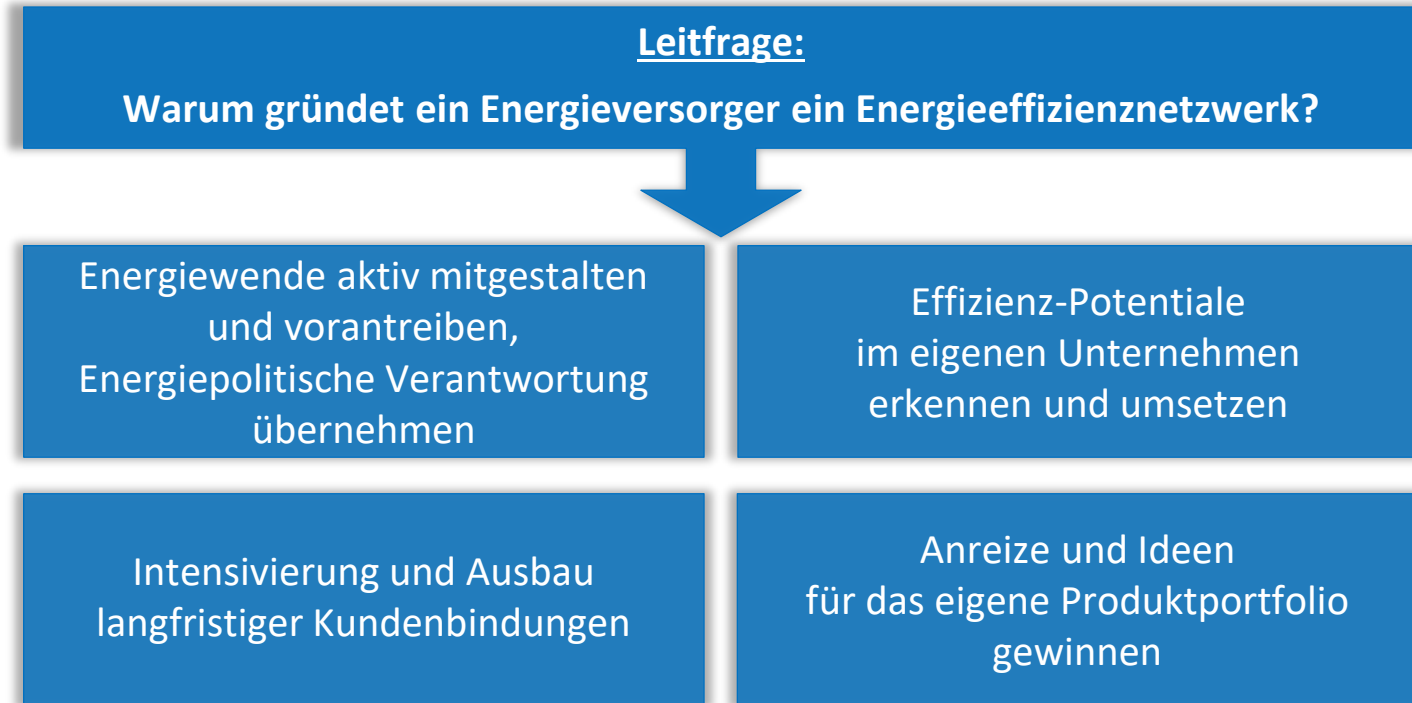 Leitfrage:
Warum gründet ein Energieversorger ein Energieeffizienznetzwerk?
Energiewende aktiv mitgestalten
und vorantreiben,
Energiepolitische Verantwortung
übernehmen
Effizienz-Potentiale
im eigenen Unternehmen
erkennen und umsetzen
Intensivierung und Ausbau
langfristiger Kundenbindungen
Anreize und Ideen
für das eigene Produktportfolio
gewinnen